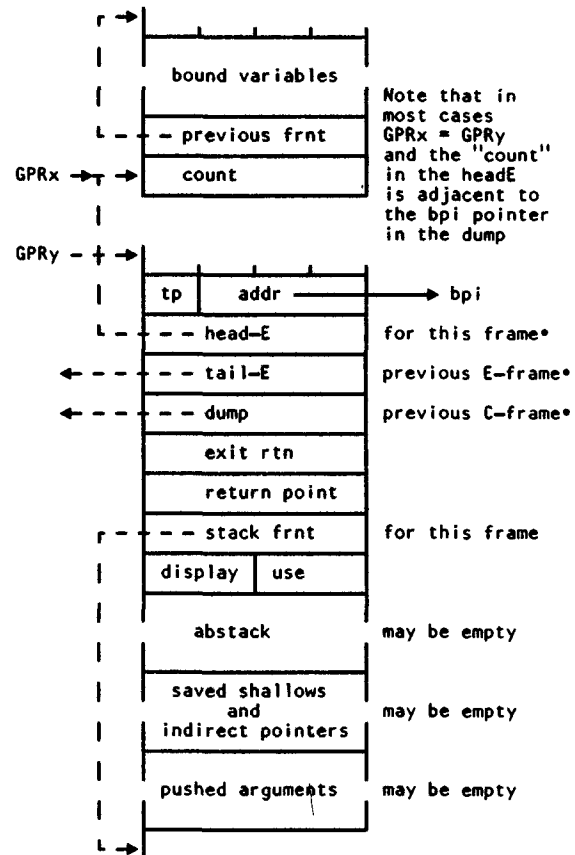 bound variables
previous frnt
GPRx
count
Note that in
most cases
GPRx = GPRy
and the "count"
in the headE
is adjacent to
the bpi pointer
in the dump
GPRy
tp addr bpi
head-E for this frame•
tail-E previous E-frame•
dump previous C-frame•
exit rtn
return point
stack frnt for this frame
display use
abstack may be empty
saved shallows
and
indirect pointers
may be empty
pushed arguments may be empty